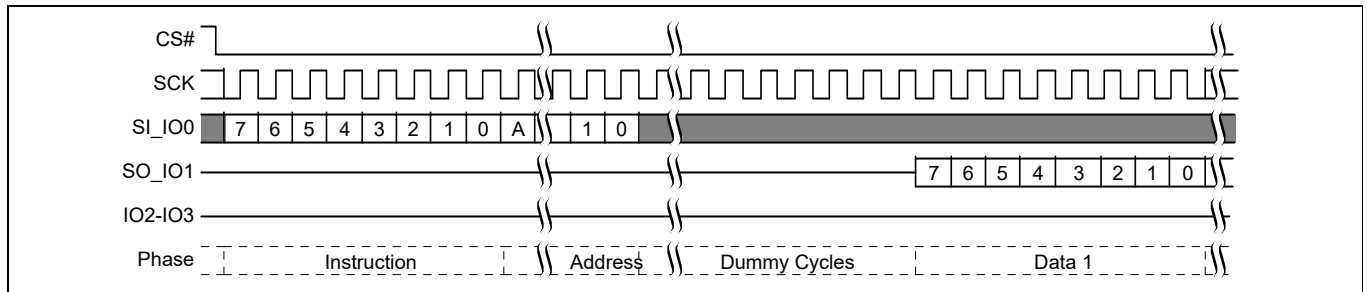 CS#
SCK
SI_IO0 7 6 5 4 3 2 1 0 A 1 0
SO_IO1 7 6 5 4 3 2 1 0
IO2-IO3
Phase Instruction Address Dummy Cycles Data 1